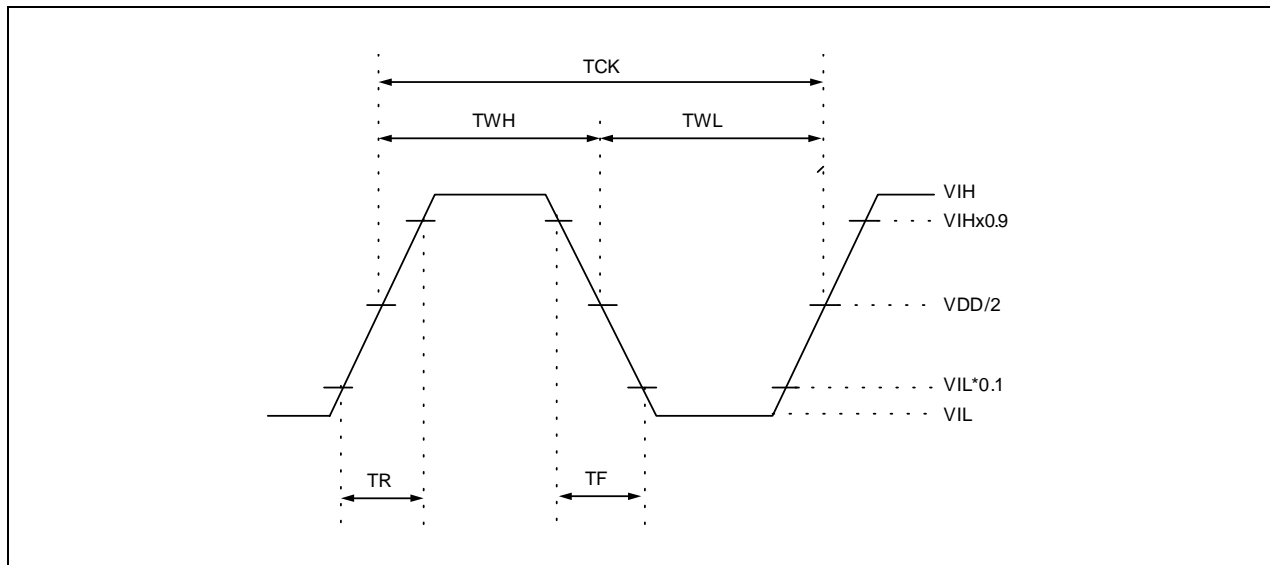 TCK
TWH
TWL
VIH
VIHx0.9
VDD/2
VIL*0.1
VIL
TR
TF